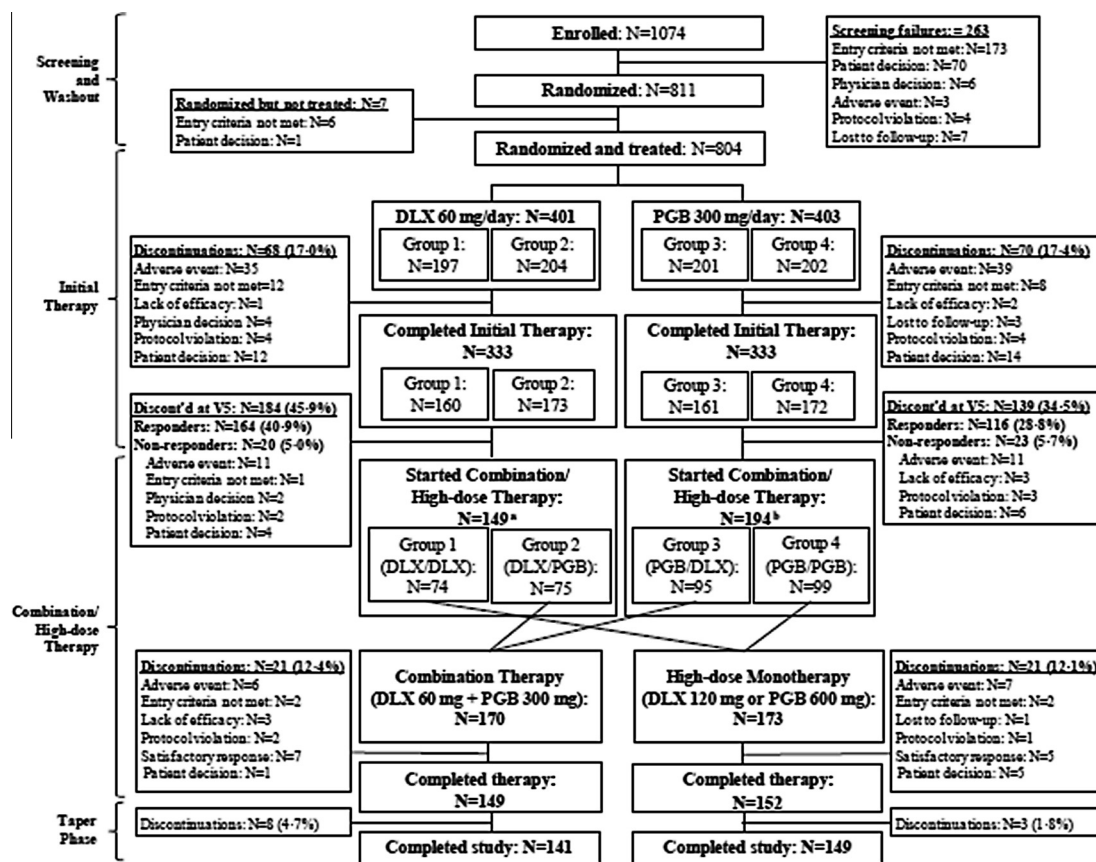 Screening
and
Washout
Enrolled: N=1074
Screening failures: = 263
Entry criteria not met: N=173
Patient decision: N=70
Physician decision: N=6
Adverse event: N=3
Protocol violation: N=4
Lost to follow-up: N=7
Randomized: N=811
Randomized but not treated: N=7
Entry criteria not met: N=6
Patient decision: N=1
Randomized and treated: N=804
Initial
Therapy
DLX 60 mg/day: N=401
Group 1:
N=197
Group 2:
N=204
PGB 300 mg/day: N=403
Group 3:
N=201
Group 4:
N=202
Discontinuations: N=68 (17·0%)
Adverse event: N=35
Entry criteria not met=12
Lack of efficacy: N=1
Physician decision: N=4
Protocol violation: N=4
Patient decision: N=12
Discontinuations: N=70 (17·4%)
Adverse event: N=39
Entry criteria not met: N=8
Lack of efficacy: N=2
Lost to follow-up: N=3
Protocol violation: N=4
Patient decision: N=14
Completed Initial Therapy:
N=333
Group 1:
N=160
Group 2:
N=173
Completed Initial Therapy:
N=333
Group 3:
N=161
Group 4:
N=172
Discont'd at V5: N=184 (45·9%)
Responders: N=164 (40·9%)
Non-responders: N=20 (5·0%)
Adverse event: N=11
Entry criteria not met: N=1
Physician decision N=2
Protocol violation: N=2
Patient decision: N=4
Discont'd at V5: N=139 (34·5%)
Responders: N=116 (28·8%)
Non-responders: N=23 (5·7%)
Adverse event: N=11
Lack of efficacy: N=3
Protocol violation: N=3
Patient decision: N=6
Combination/
High-dose
Therapy
Started Combination/
High-dose Therapy:
N=149 a
Group 1
(DLX/DLX):
N=74
Group 2
(DLX/PGB):
N=75
Started Combination/
High-dose Therapy:
N=194 b
Group 3
(PGB/DLX):
N=95
Group 4
(PGB/PGB):
N=99
Discontinuations: N=21 (12·4%)
Adverse event: N=6
Entry criteria not met: N=2
Lack of efficacy: N=3
Protocol violation: N=2
Satisfactory response: N=7
Patient decision: N=1
Combination Therapy
(DLX 60 mg + PGB 300 mg):
N=170
High-dose Monotherapy
(DLX 120 mg or PGB 600 mg):
N=173
Discontinuations: N=21 (12·1%)
Adverse event: N=7
Entry criteria not met: N=2
Lost to follow-up: N=1
Protocol violation: N=1
Satisfactory response: N=5
Patient decision: N=5
Completed therapy:
N=149
Completed therapy:
N=152
Taper
Phase
Discontinuations: N=8 (4·7%)
Discontinuations: N=3 (1·8%)
Completed study: N=141
Completed study: N=149